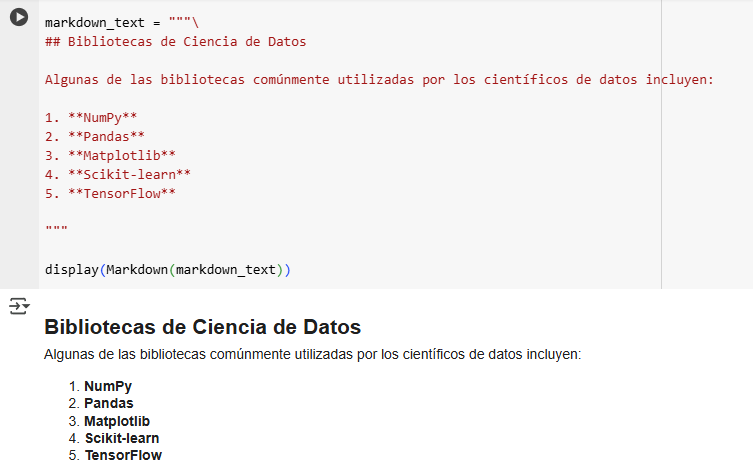 markdown_text = """\
## Bibliotecas de Ciencia de Datos
Algunas de las bibliotecas comúnmente utilizadas por los científicos de datos incluyen:
1. **NumPy**
2. **Pandas**
3. **Matplotlib**
4. **Scikit-learn**
5. **TensorFlow**
"""
display(Markdown(markdown_text))
Bibliotecas de Ciencia de Datos
Algunas de las bibliotecas comúnmente utilizadas por los científicos de datos incluyen:
1. NumPy
2. Pandas
3. Matplotlib
4. Scikit-learn
5. TensorFlow